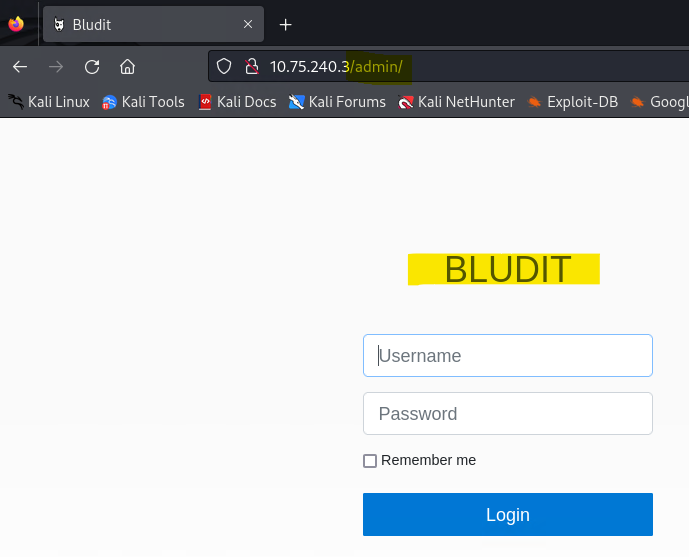 Bludit
10.75.240.3/admin/
Kali Linux Kali Tools Kali Docs Kali Forums Kali NetHunter Exploit-DB Googl
BLUDIT
Username
Password
Remember me
Login